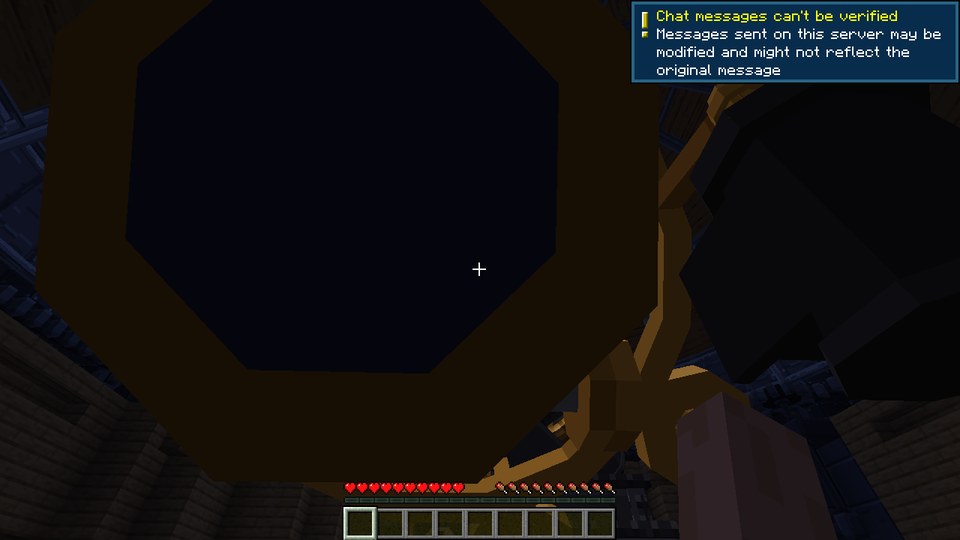 Chat messages can't be verified
Messages sent on this server may be
modified and might not reflect the
original message